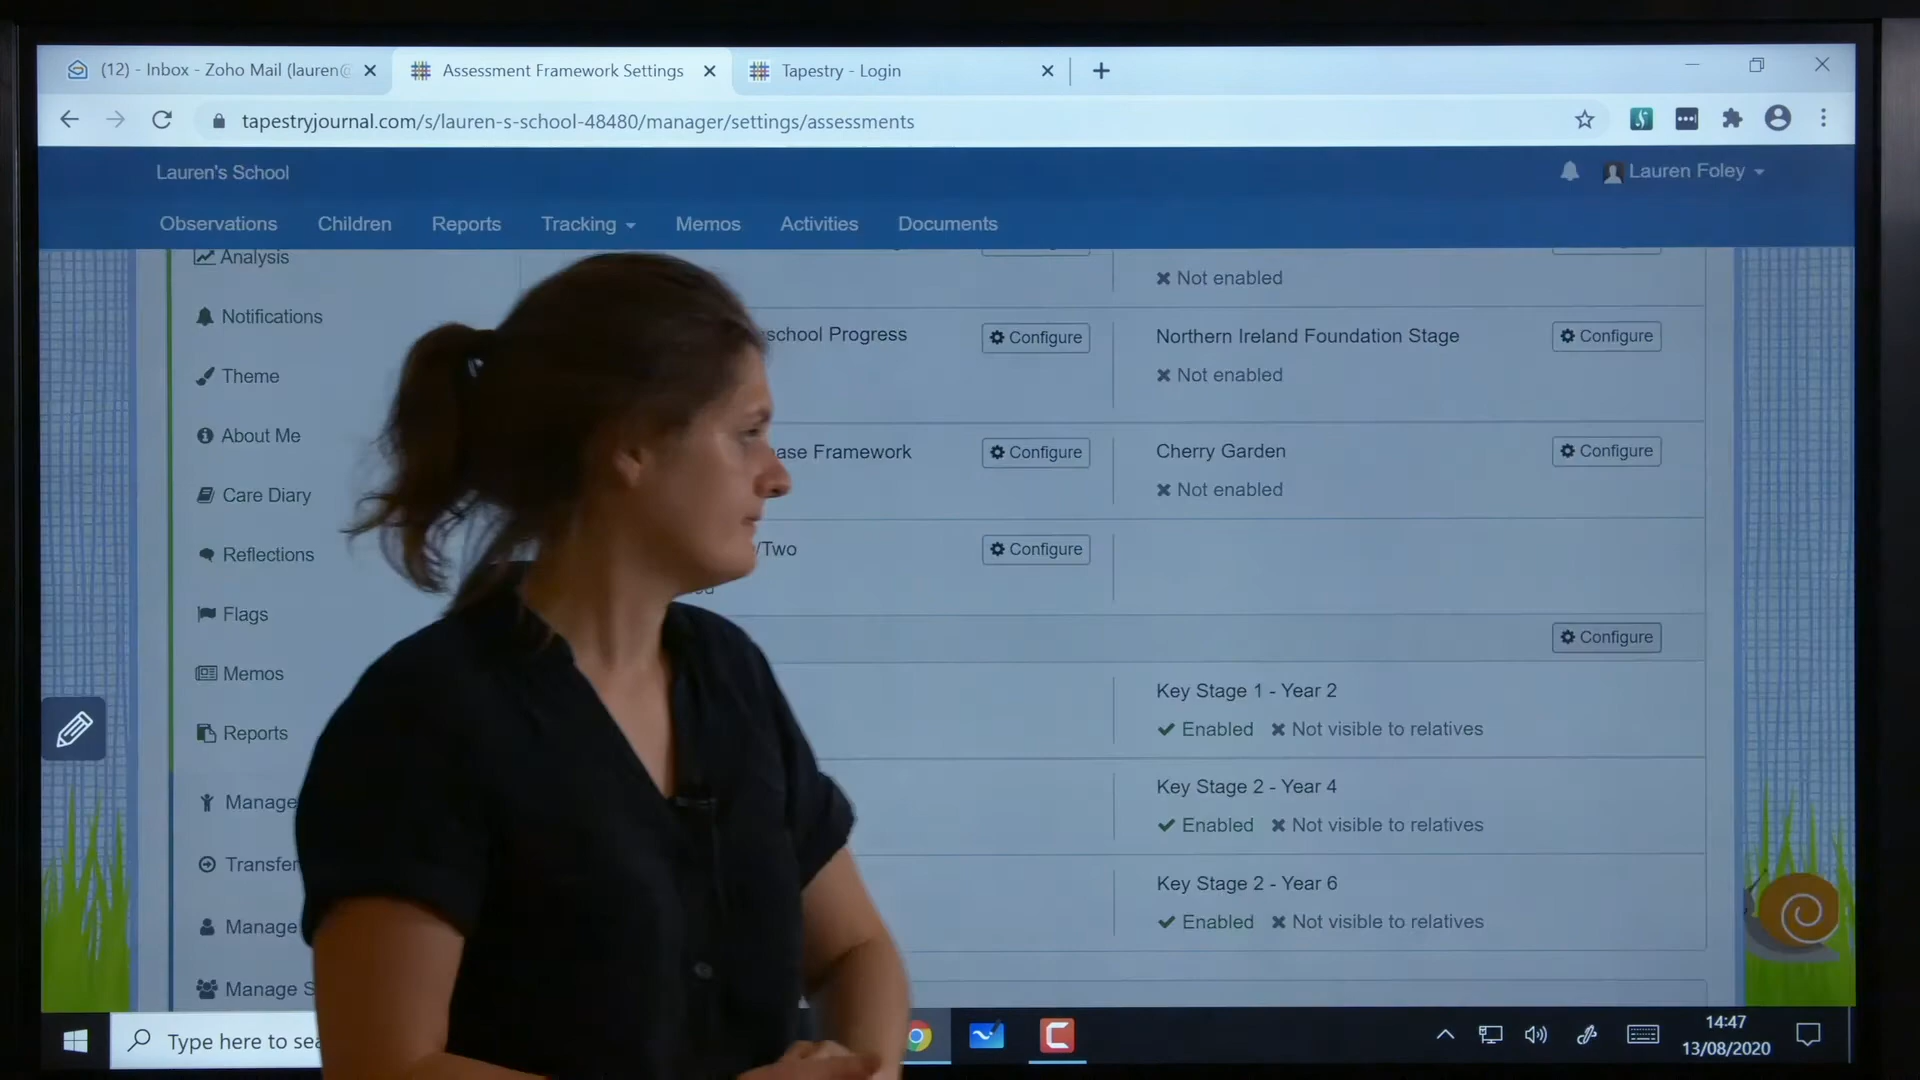 (12) - Inbox - Zoho Mail (lauren@
Assessment Framework Settings
Tapestry - Login
tapestryjournal.com/s/lauren-s-school-48480/manager/settings/assessments
Lauren's School
Lauren Foley
Observations
Children
Reports
Tracking
Memos
Activities
Documents
Analysis
Notifications
Theme
About Me
Care Diary
Reflections
Flags
Memos
Reports
Manage
Transfer
Manage
Manage S
Not enabled
school Progress
Configure
Northern Ireland Foundation Stage
Configure
Not enabled
ase Framework
Configure
Cherry Garden
Configure
Not enabled
/Two
Configure
Configure
Key Stage 1 - Year 2
Enabled Not visible to relatives
Key Stage 2 - Year 4
Enabled Not visible to relatives
Key Stage 2 - Year 6
Enabled Not visible to relatives
Type here to sea
14:47
13/08/2020